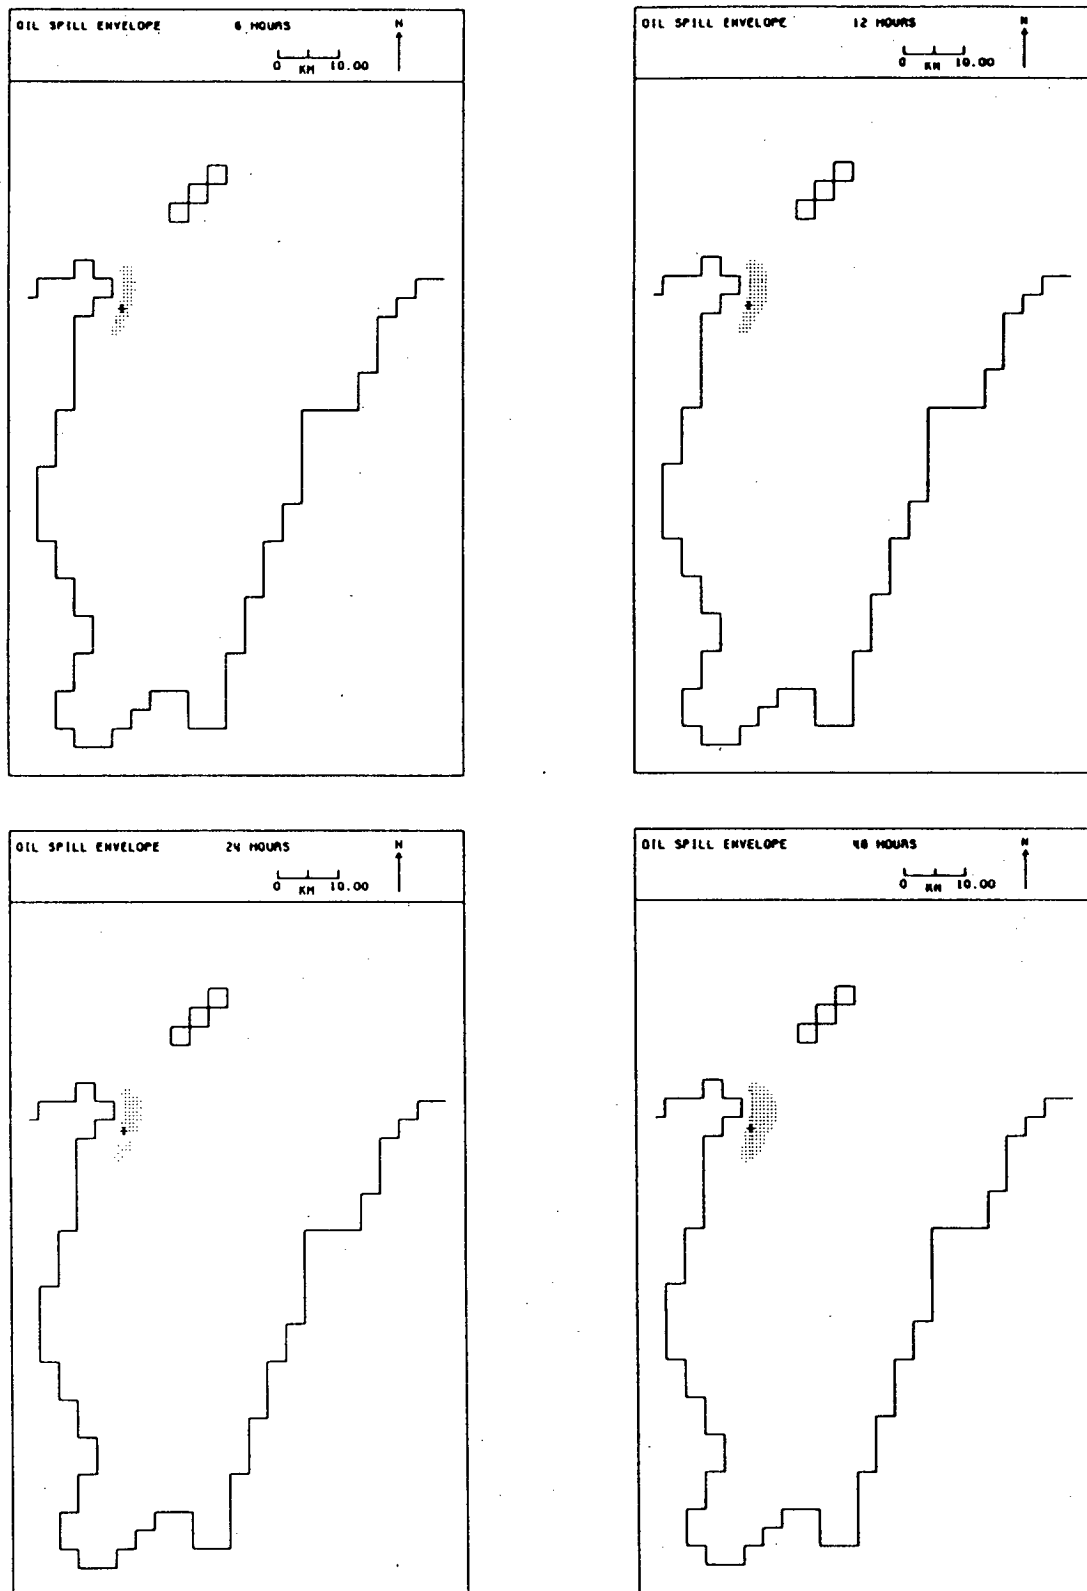 OIL SPILL ENVELOPE 6 HOURS N
0 KM 10.00
OIL SPILL ENVELOPE 12 HOURS N
0 KM 10.00
OIL SPILL ENVELOPE 24 HOURS N
0 KM 10.00
OIL SPILL ENVELOPE 48 HOURS N
0 KM 10.00